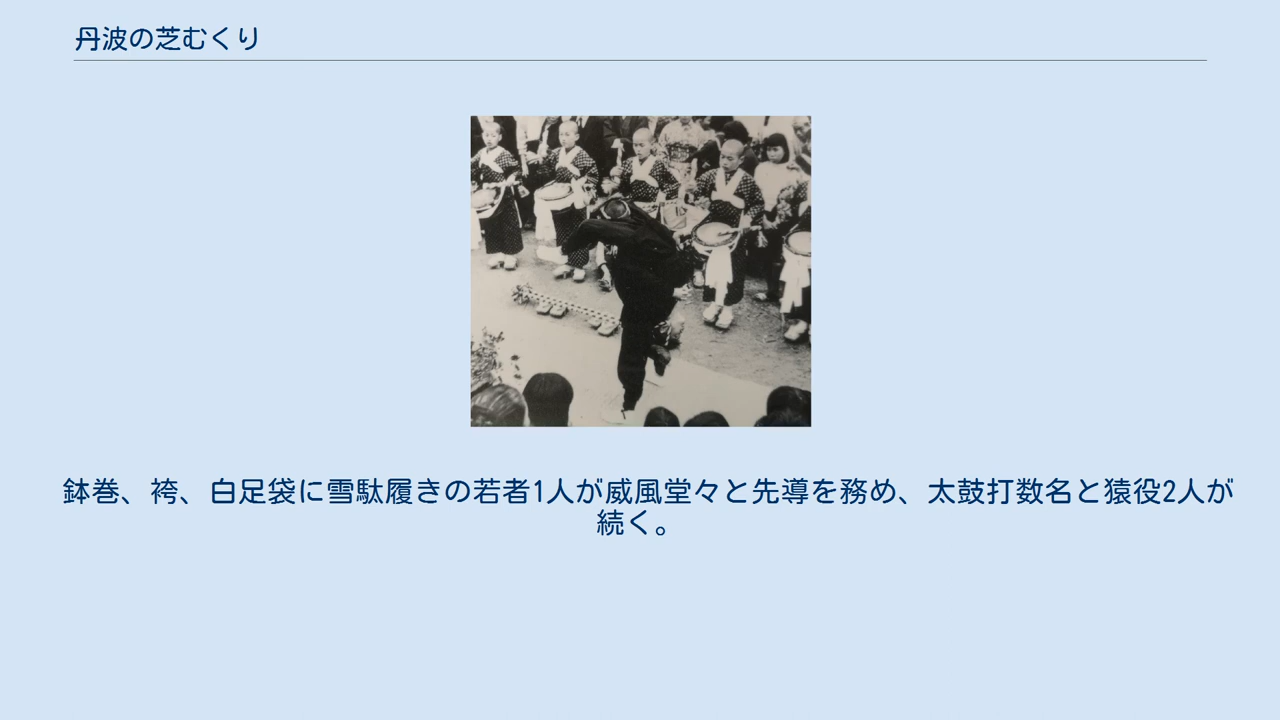 丹波の芝むくり
鉢巻、袴、白足袋に雪駄履きの若者1人が威風堂々と先導を務め、太鼓打数名と猿役2人が
続く。